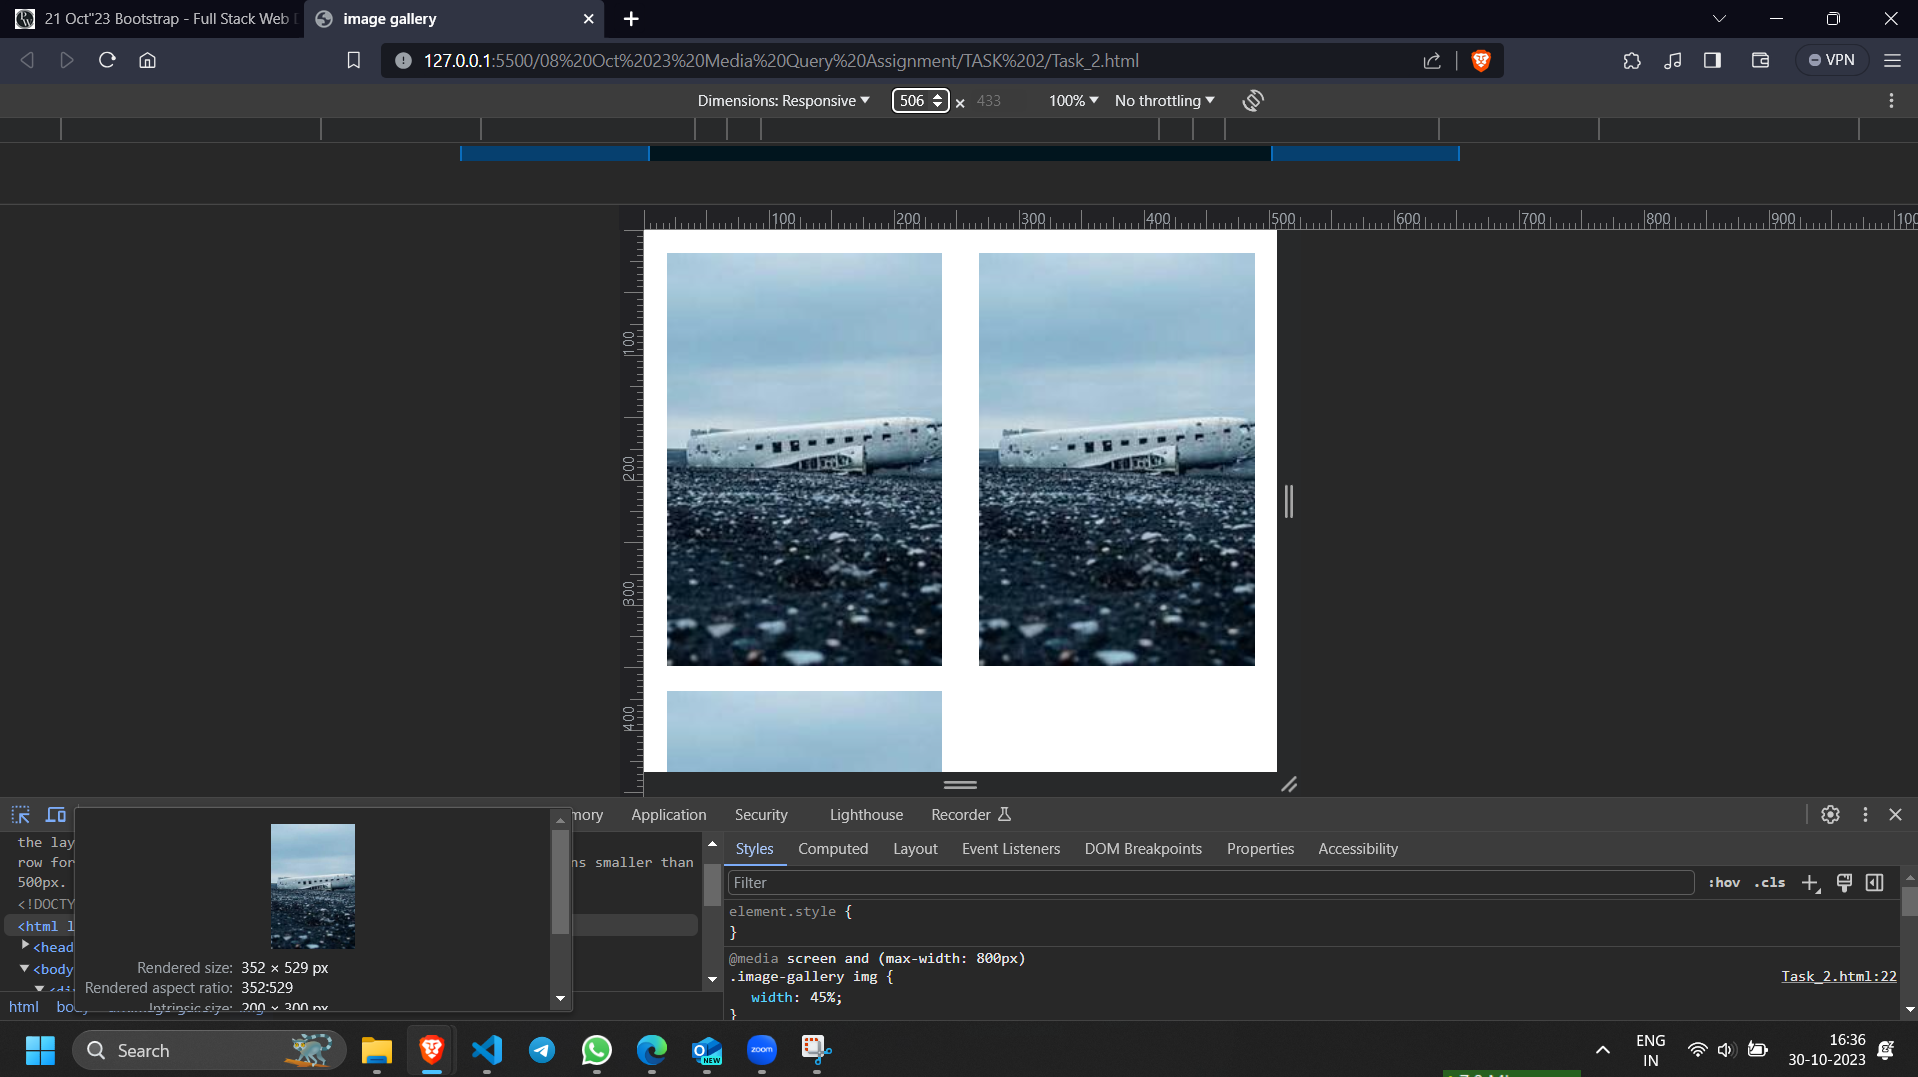 21 Oct"23 Bootstrap - Full Stack Web
image gallery
127.0.0.1:5500/08%20Oct%2023%20Media%20Query%20Assignment/TASK%202/Task_2.html
VPN
Dimensions: Responsive
506 × 433
100%
No throttling
100 200 300 400 500 600 700 800 900 100
100
200
300
400
mory Application Security Lighthouse Recorder
the lay
row for
ns smaller than
500px.
<!DOCTY
<html l
<head
<body
<di
Rendered size: 352 × 529 px
Rendered aspect ratio: 352:529
Intrinsic size: 200 × 300 px
html
Styles Computed Layout Event Listeners DOM Breakpoints Properties Accessibility
Filter
:hov .cls
element.style {
}
@media screen and (max-width: 800px)
.image-gallery img {
Task_2.html:22
width: 45%;
}
Search
NEW
zoom
ENG
IN
16:36
30-10-2023